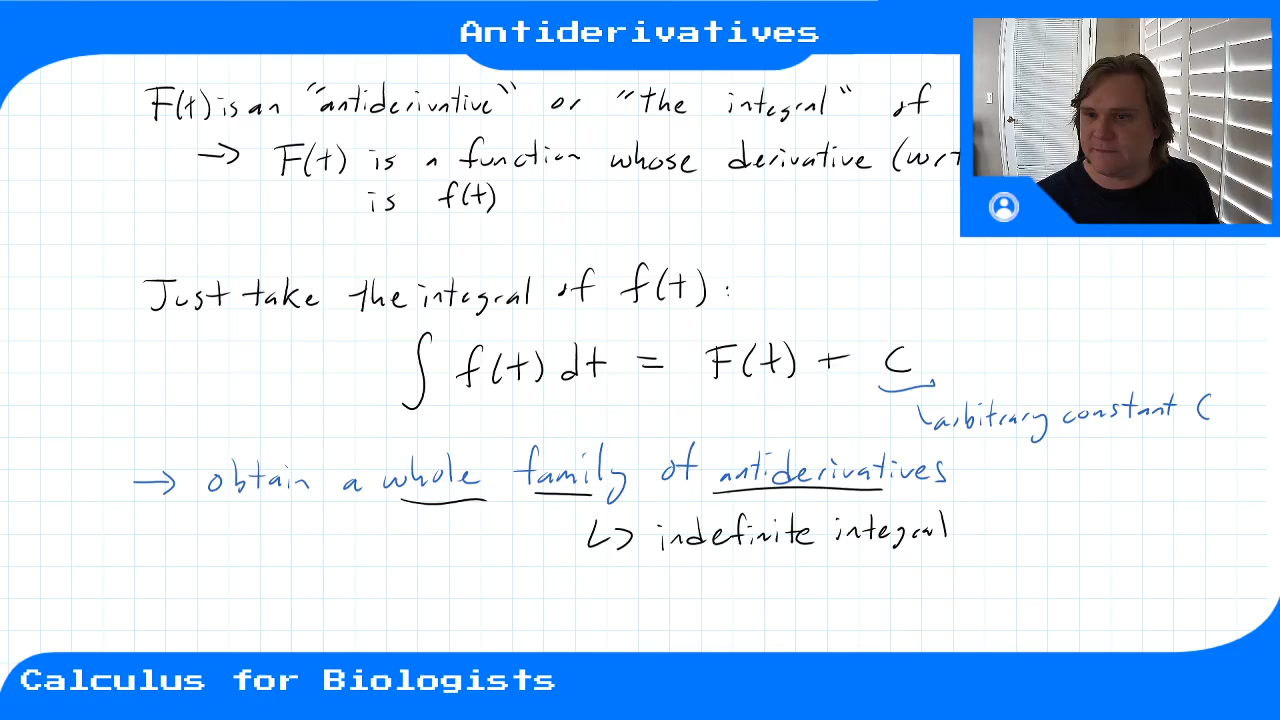 Antiderivatives
F(t) is an "antiderivative" or "the integral" of
→ F(t) is a function whose derivative (wrt
is f(t)
Just take the integral of f(t):
∫ f(t) dt = F(t) + C
arbitrary constant C
→ obtain a whole family of antiderivatives
↳ indefinite integral
Calculus for Biologists